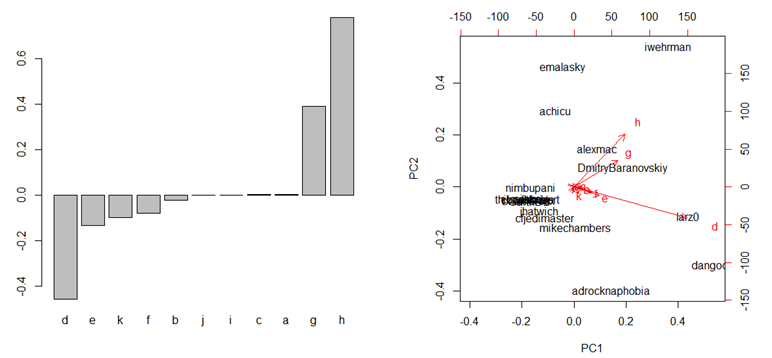 0.6
0.4
0.2
0.0
-0.2
-0.4
d e k f b j i c a g h
-150 -100 -50 0 50 100 150
iwehrman
emalasky
achicu
h
alexmac
g
DmitryBaranovskiy
nimbupani
k
e
jhatwich
cfjedimaster
larz0
mikechambers
d
dangoc
adrocknaphobia
PC2
0.4
0.2
0.0
-0.2
-0.4
150
100
50
0
-50
-100
-150
-0.4 -0.2 0.0 0.2 0.4
PC1